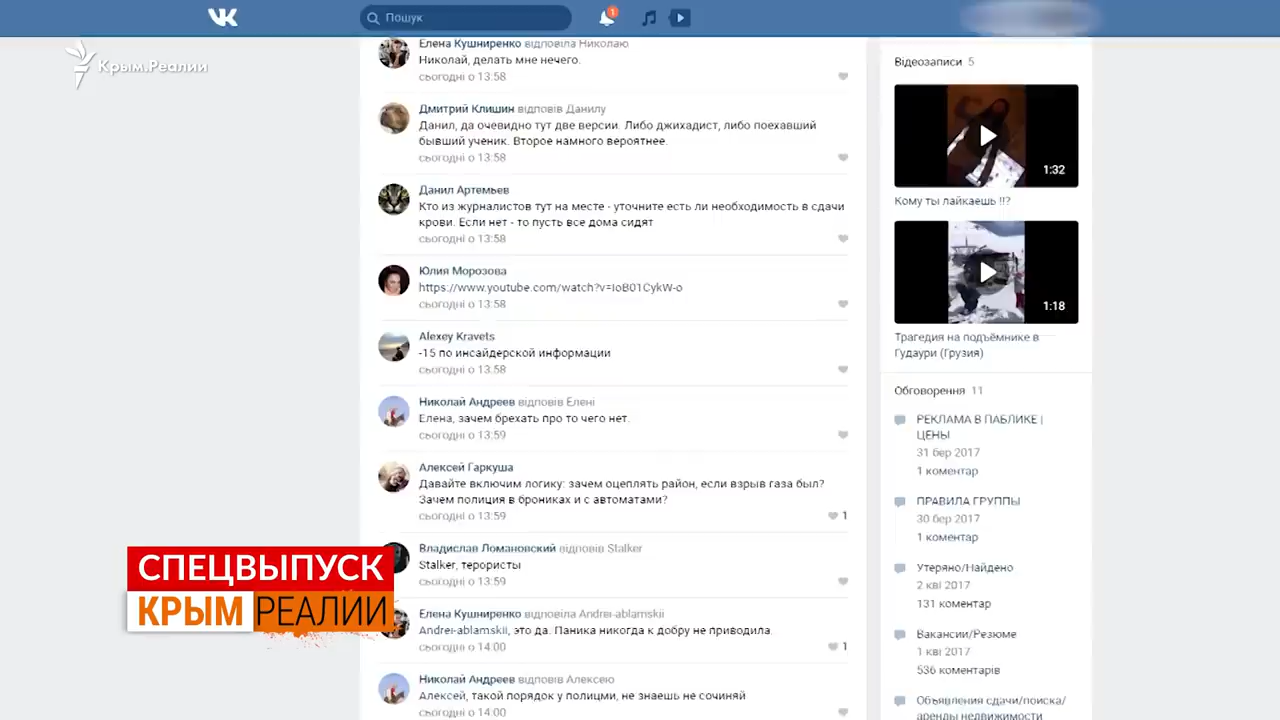 Пошук
1
Крым.Реалии
Елена Кушниренко відповіла Николаю
Николай, делать мне нечего.
сьогодні о 13:58
Дмитрий Клишин відповів Данилу
Данил, да очевидно тут две версии. Либо джихадист, либо поехавший
бывший ученик. Второе намного вероятнее.
сьогодні о 13:58
Данил Артемьев
Кто из журналистов тут на месте - уточните есть ли необходимость в сдачи
крови. Если нет - то пусть все дома сидят
сьогодні о 13:58
Юлия Морозова
https://www.youtube.com/watch?v=IoB01CykW-o
сьогодні о 13:58
Alexey Kravets
-15 по инсайдерской информации
сьогодні о 13:58
Николай Андреев відповів Елені
Елена, зачем брехать про то чего нет.
сьогодні о 13:59
Алексей Гаркуша
Давайте включим логику: зачем оцеплять район, если взрыв газа был?
Зачем полиция в брониках и с автоматами?
сьогодні о 13:59
1
Владислав Ломановский відповів Stalker
Stalker, терористы
сьогодні о 13:59
Елена Кушниренко відповіла Andrei-ablamskii
Andrei-ablamskii, это да. Паника никогда к добру не приводила.
сьогодні о 14:00
1
Николай Андреев відповів Алексею
Алексей, такой порядок у полицми, не знаешь не сочиняй
сьогодні о 14:00
Відеозаписи 5
1:32
Кому ты лайкаешь !!?
1:18
Трагедия на подъёмнике в
Гудаури (Грузия)
Обговорення 11
РЕКЛАМА В ПАБЛИКЕ |
ЦЕНЫ
31 бер 2017
1 коментар
ПРАВИЛА ГРУППЫ
30 бер 2017
1 коментар
Утеряно/Найдено
2 кві 2017
131 коментар
Вакансии/Резюме
1 кві 2017
536 коментарів
Объявления сдачи/поиска/
аренды недвижимости
СПЕЦВЫПУСК
КРЫМ РЕАЛИИ